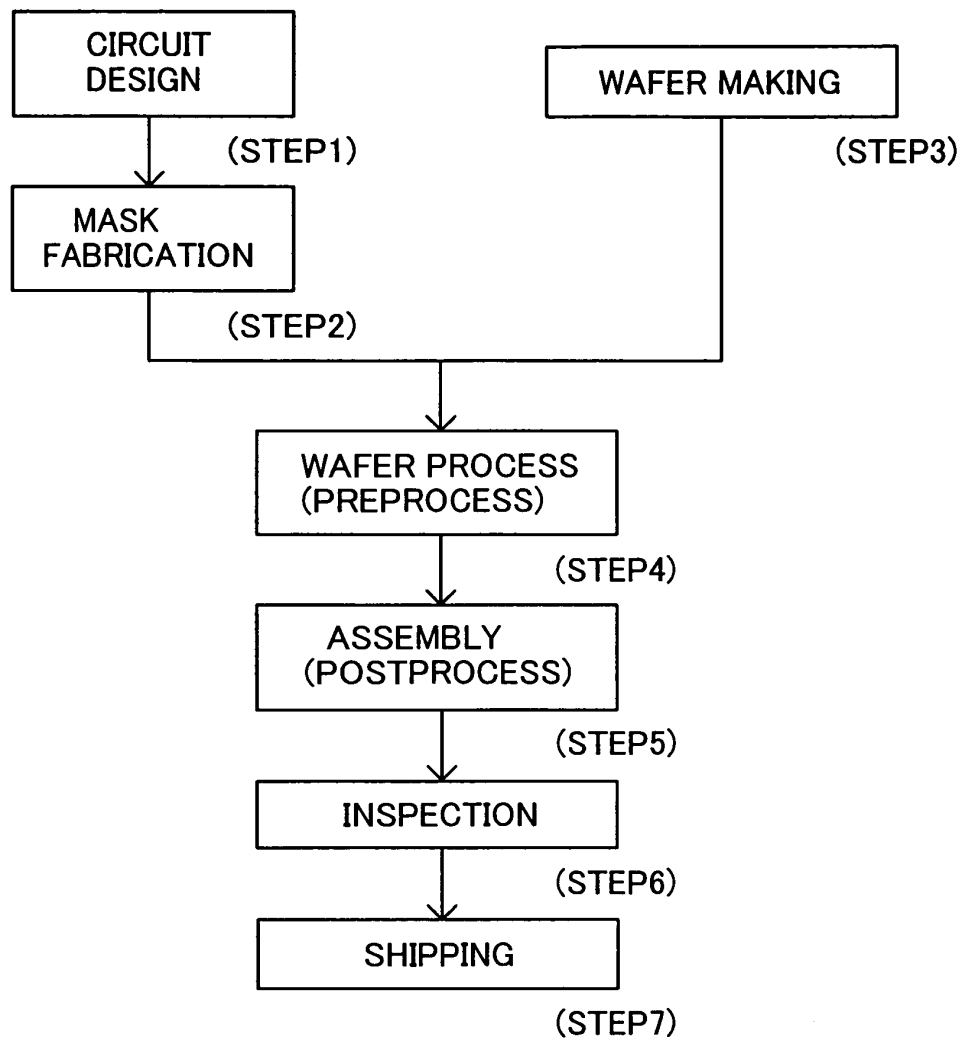 CIRCUIT
DESIGN
(STEP1)
MASK
FABRICATION
(STEP2)
WAFER MAKING
(STEP3)
WAFER PROCESS
(PREPROCESS)
(STEP4)
ASSEMBLY
(POSTPROCESS)
(STEP5)
INSPECTION
(STEP6)
SHIPPING
(STEP7)